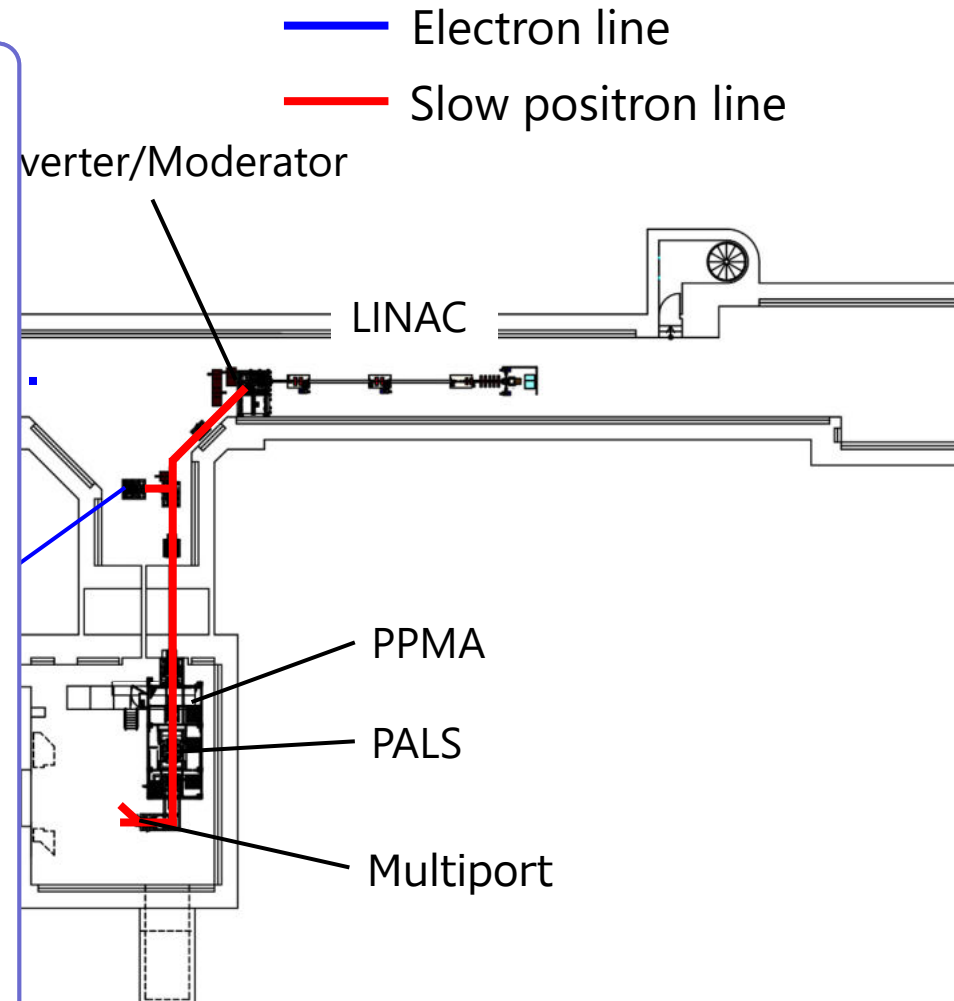 Electron line
Slow positron line
verter/Moderator
LINAC
PPMA
PALS
Multiport